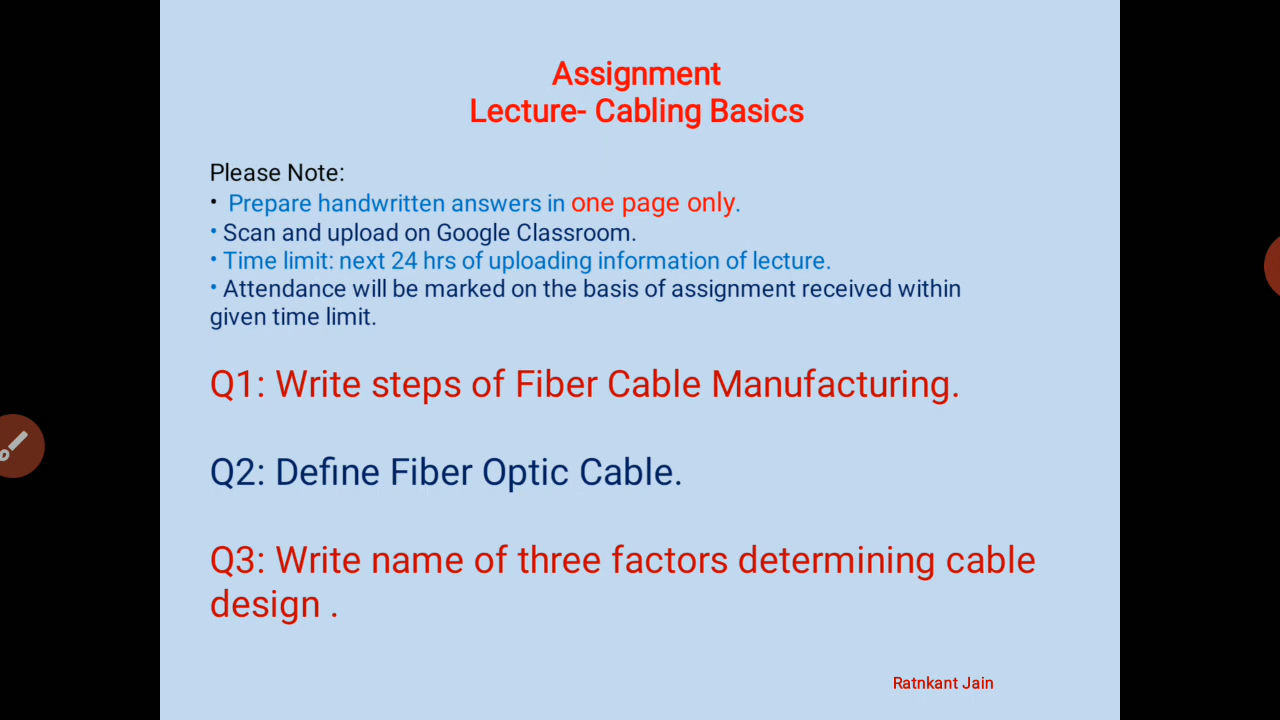 Assignment
Lecture- Cabling Basics
Please Note:
• Prepare handwritten answers in one page only.
• Scan and upload on Google Classroom.
• Time limit: next 24 hrs of uploading information of lecture.
• Attendance will be marked on the basis of assignment received within
given time limit.
Q1: Write steps of Fiber Cable Manufacturing.
Q2: Define Fiber Optic Cable.
Q3: Write name of three factors determining cable
design .
Ratnkant Jain